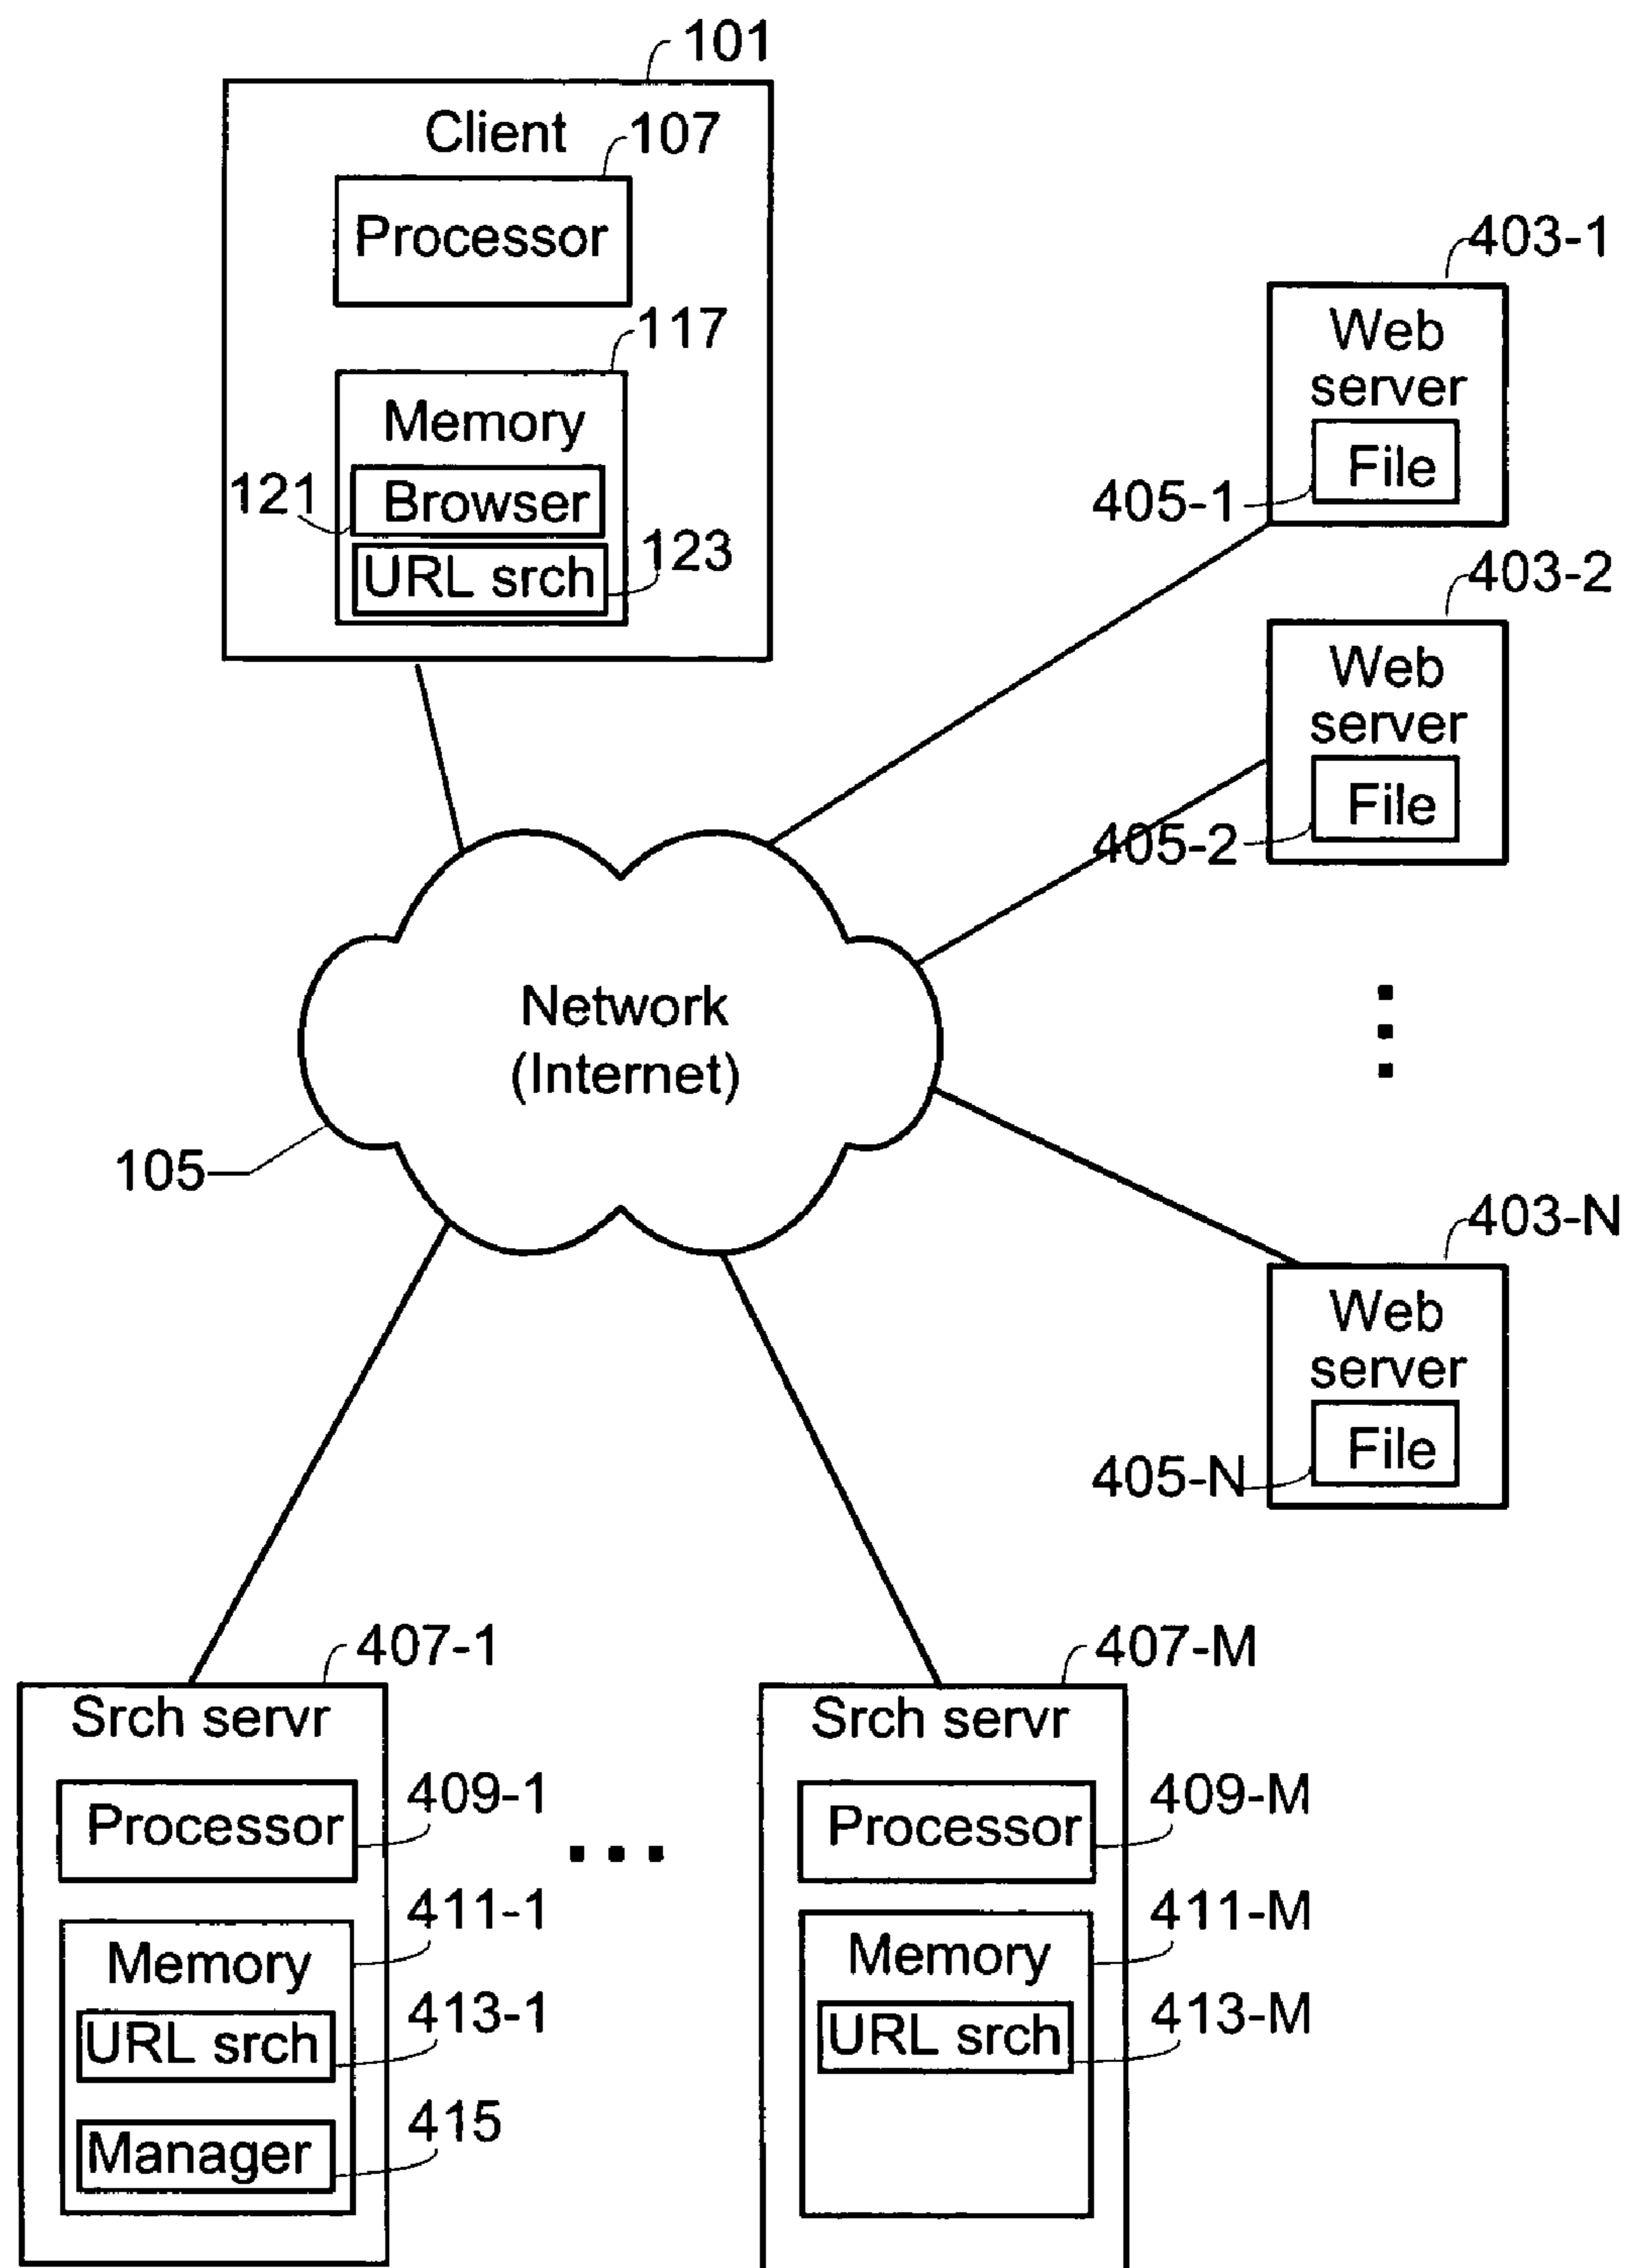 101
Client
107
Processor
117
Memory
121
Browser
123
URL srch
403-1
Web
server
File
405-1
403-2
Web
server
File
405-2
Network
(Internet)
105
403-N
Web
server
File
405-N
407-1
Srch servr
409-1
Processor
411-1
Memory
413-1
URL srch
415
Manager
407-M
Srch servr
409-M
Processor
411-M
Memory
413-M
URL srch